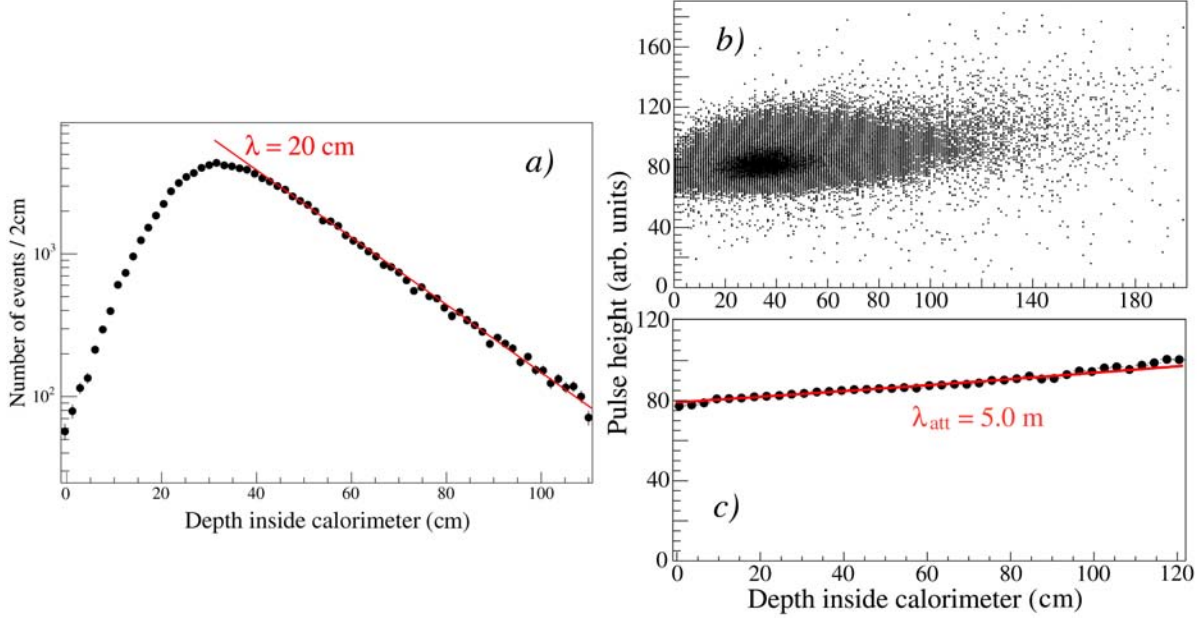 Number of events / 2cm
10³
10²
λ = 20 cm
a)
0 20 40 60 80 100
Depth inside calorimeter (cm)
Pulse height (arb. units)
b)
160
120
80
40
0
0 20 40 60 80 100 140 180
120
80
40
0
λatt = 5.0 m
c)
0 20 40 60 80 100 120
Depth inside calorimeter (cm)